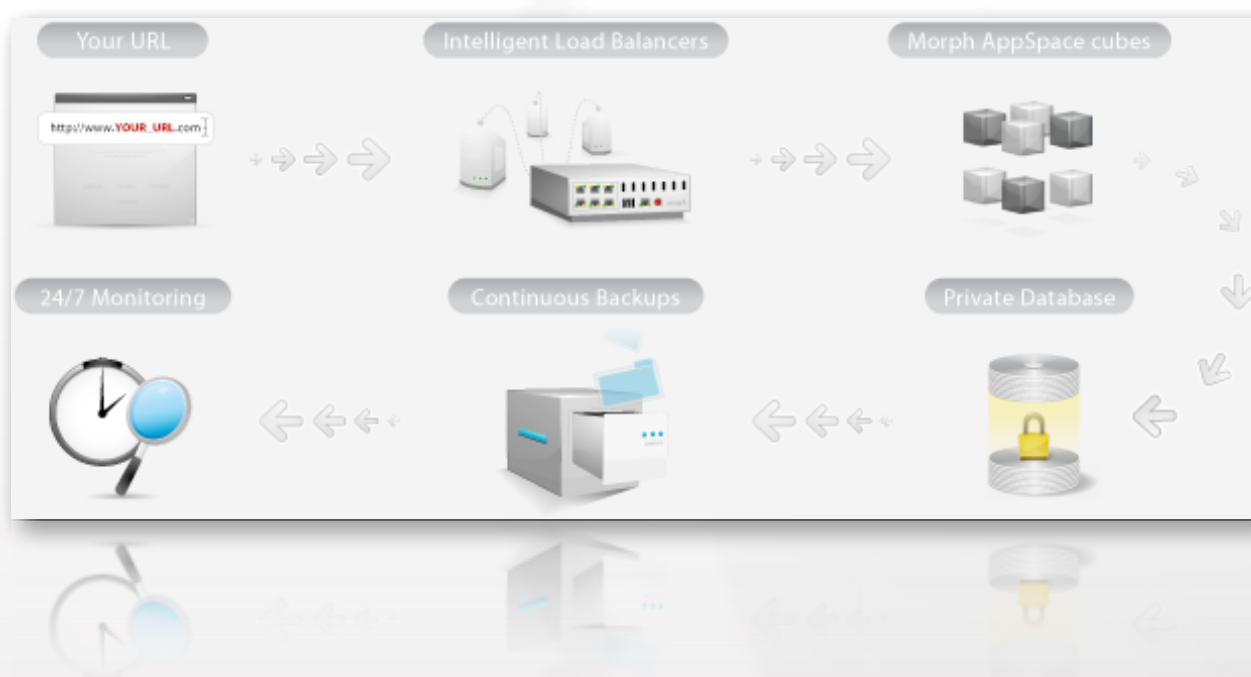 Your URL
Intelligent Load Balancers
Morph AppSpace cubes
http://www.YOUR_URL.com
24/7 Monitoring
Continuous Backups
Private Database